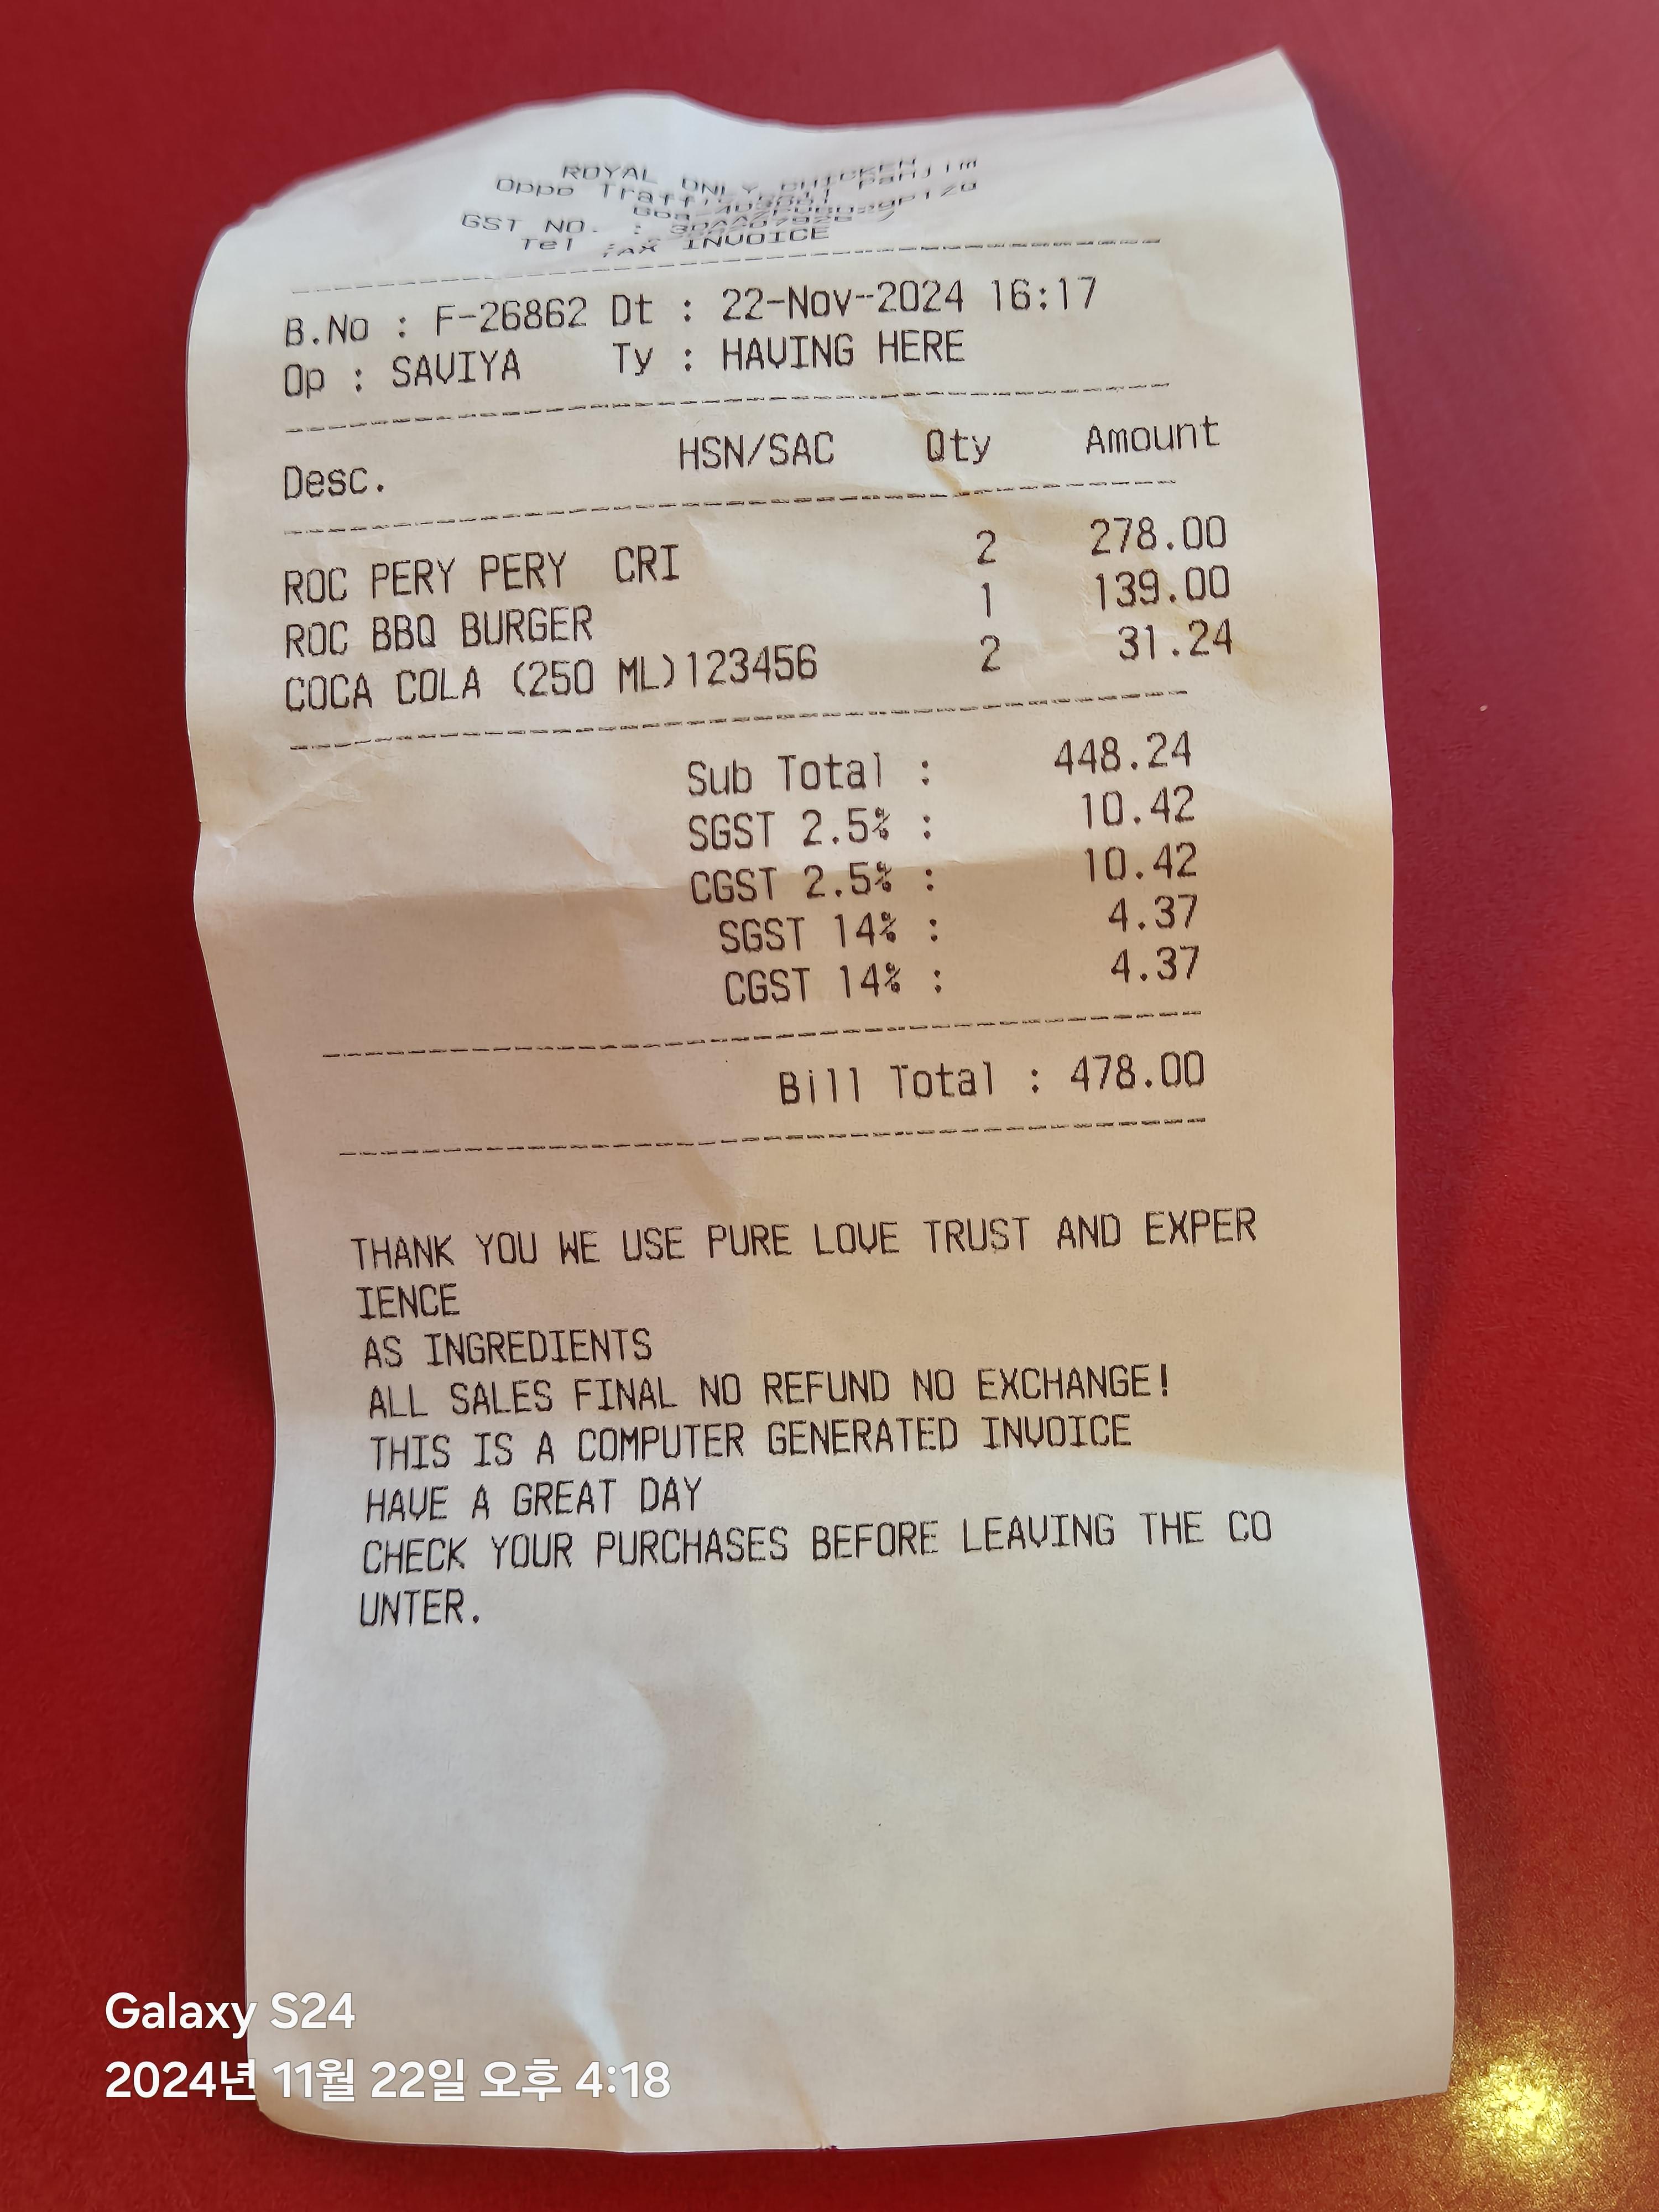 ROYAL ONLY CHICKEN
Oppo Panjim
GST NO. :
Tel :
TAX INVOICE
B.No : F-26862 Dt : 22-Nov-2024 16:17
Op : SAVIYA Ty : HAVING HERE
Desc. HSN/SAC Qty Amount
ROC PERY PERY CRI 2 278.00
ROC BBQ BURGER 1 139.00
COCA COLA (250 ML)123456 2 31.24
Sub Total : 448.24
SGST 2.5% : 10.42
CGST 2.5% : 10.42
SGST 14% : 4.37
CGST 14% : 4.37
Bill Total : 478.00
THANK YOU WE USE PURE LOVE TRUST AND EXPER
IENCE
AS INGREDIENTS
ALL SALES FINAL NO REFUND NO EXCHANGE!
THIS IS A COMPUTER GENERATED INVOICE
HAVE A GREAT DAY
CHECK YOUR PURCHASES BEFORE LEAVING THE CO
UNTER.
Galaxy S24
2024년 11월 22일 오후 4:18